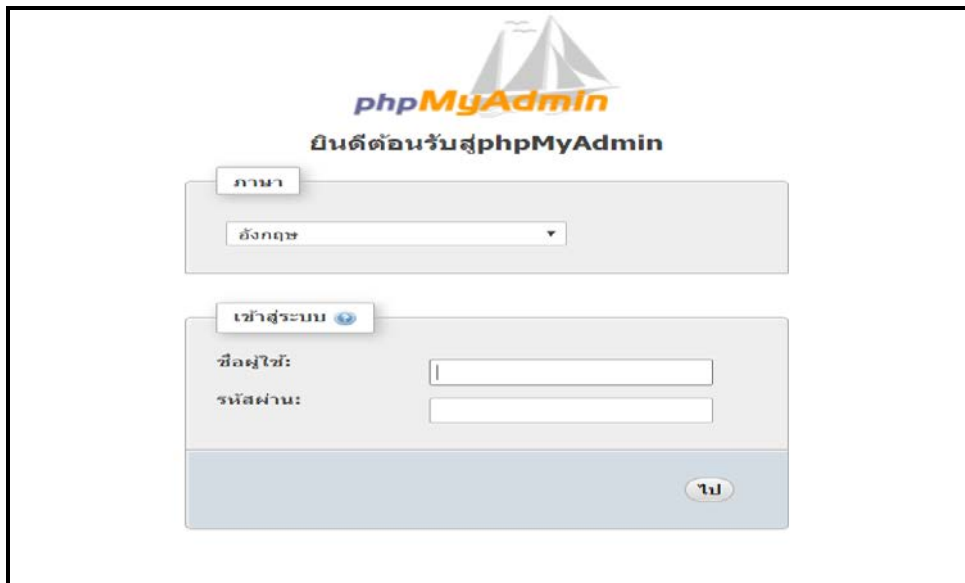 phpMyAdmin
ยินดีต้อนรับสู่phpMyAdmin
ภาษา
อังกฤษ
เข้าสู่ระบบ
ชื่อผู้ใช้:
รหัสผ่าน:
ไป